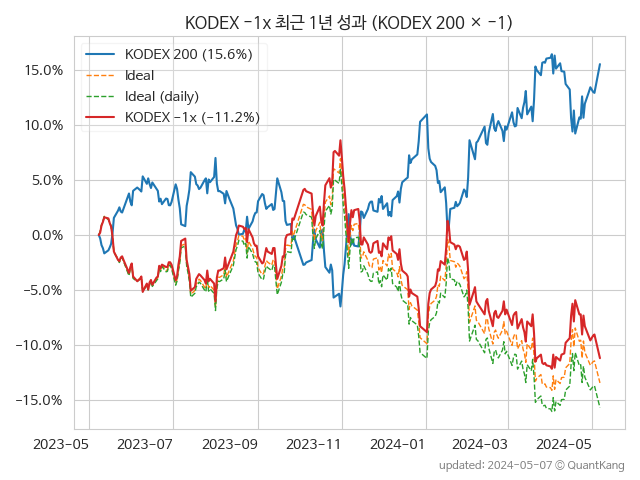 KODEX −1x 최근 1년 성과 (KODEX 200 × −1)
KODEX 200 (15.6%)
Ideal
Ideal (daily)
KODEX −1x (−11.2%)
15.0%
10.0%
5.0%
0.0%
−5.0%
−10.0%
−15.0%
2023-05 2023-07 2023-09 2023-11 2024-01 2024-03 2024-05
updated: 2024-05-07 © QuantKang